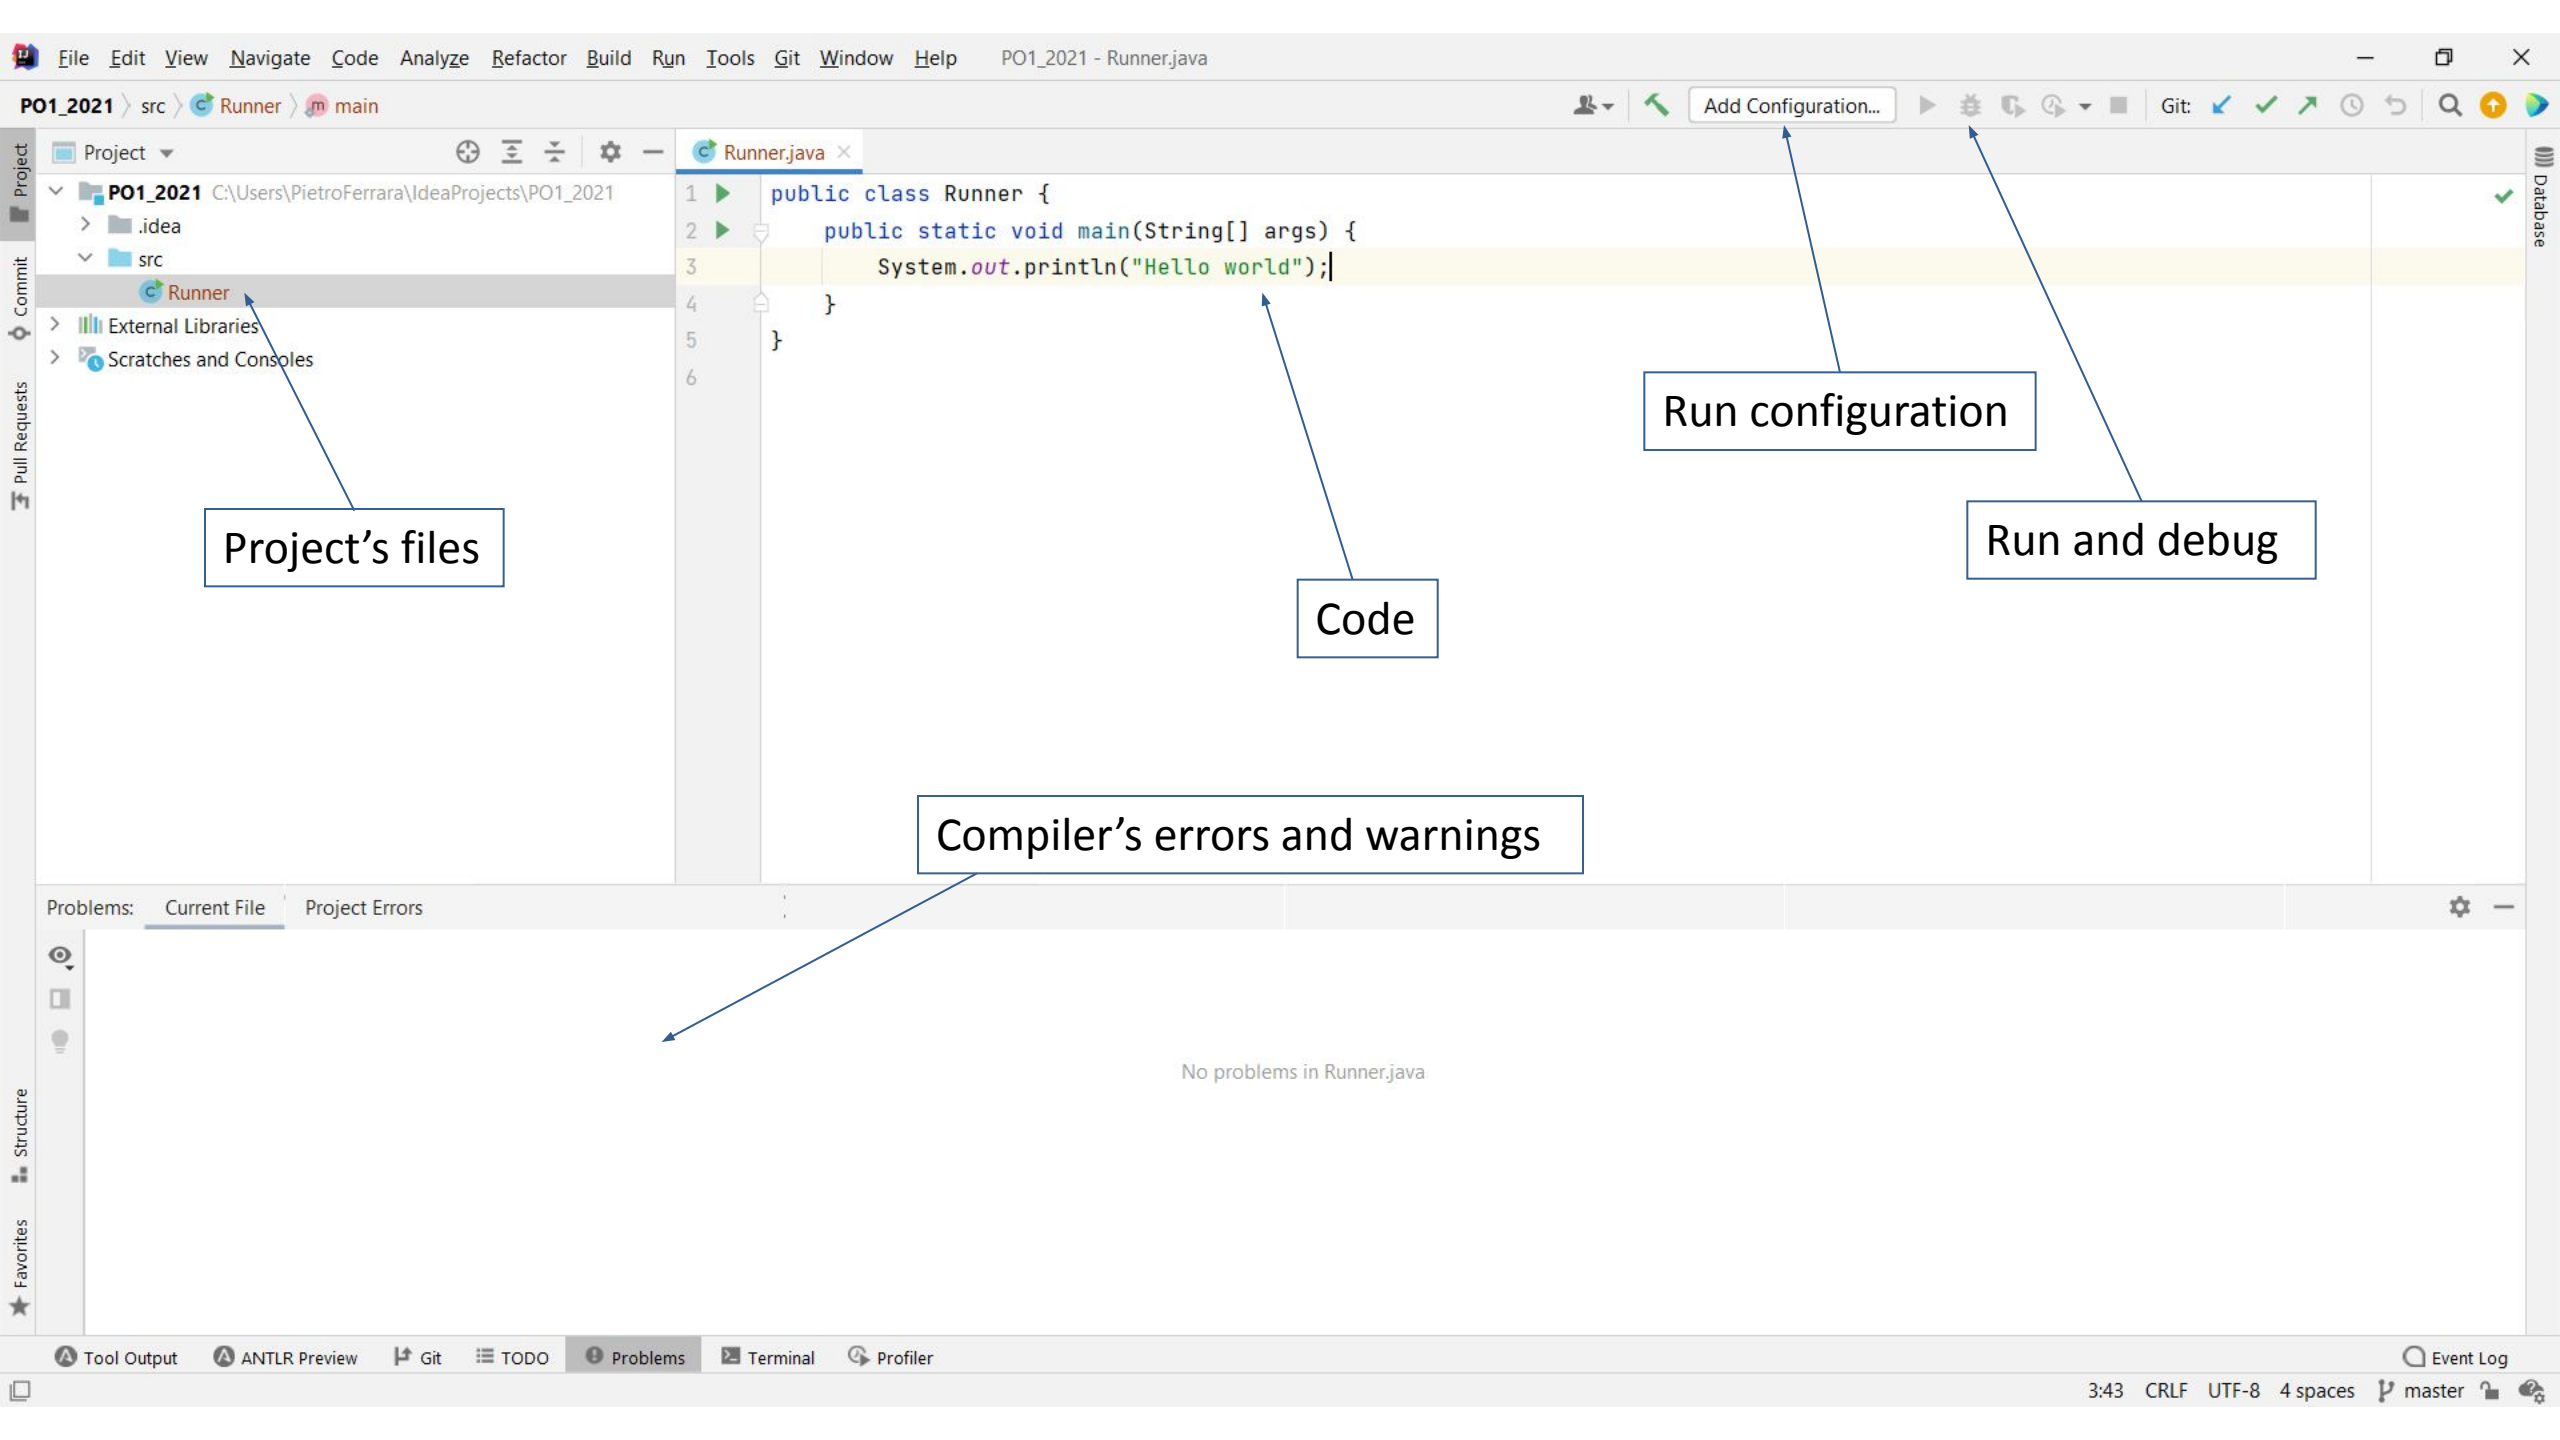 File Edit View Navigate Code Analyze Refactor Build Run Tools Git Window Help PO1_2021 - Runner.java
PO1_2021 src Runner main
Add Configuration... Git:
Project
Runner.java
PO1_2021 C:\Users\PietroFerrara\IdeaProjects\PO1_2021
.idea
src
Runner
External Libraries
Scratches and Consoles
1 public class Runner {
2 public static void main(String[] args) {
3 System.out.println("Hello world");
4 }
5 }
6
Project
Commit
Pull Requests
Structure
Favorites
Database
Run configuration
Project’s files
Run and debug
Code
Compiler’s errors and warnings
Problems: Current File Project Errors
No problems in Runner.java
Tool Output ANTLR Preview Git TODO Problems Terminal Profiler Event Log
3:43 CRLF UTF-8 4 spaces master